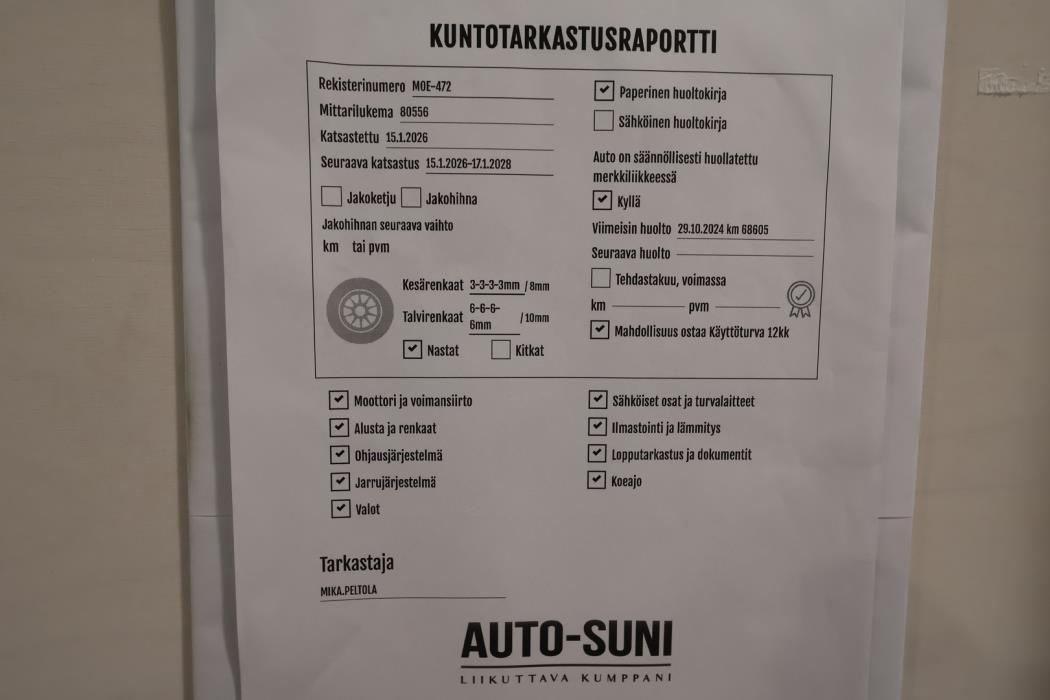 KUNTOTARKASTUSRAPORTTI
Rekisterinumero MOE-472
Mittarilukema 80556
Katsastettu 15.1.2026
Seuraava katsastus 15.1.2026-17.1.2028
Jakoketju Jakohihna
Jakohihnan seuraava vaihto
km tai pvm
Kesärenkaat 3-3-3-3mm / 8mm
Talvirenkaat 6-6-6-
6mm / 10mm
Nastat Kitkat
Paperinen huoltokirja
Sähköinen huoltokirja
Auto on säännöllisesti huollatettu
merkkiliikkeessä
Kyllä
Viimeisin huolto 29.10.2024 km 68605
Seuraava huolto
Tehdastakuu, voimassa
km pvm
Mahdollisuus ostaa Käyttöturva 12kk
Moottori ja voimansiirto
Alusta ja renkaat
Ohjausjärjestelmä
Jarrujärjestelmä
Valot
Sähköiset osat ja turvalaitteet
Ilmastointi ja lämmitys
Lopputarkastus ja dokumentit
Koeajo
Tarkastaja
MIKA.PELTOLA
AUTO-SUNI
LIIKUTTAVA KUMPPANI